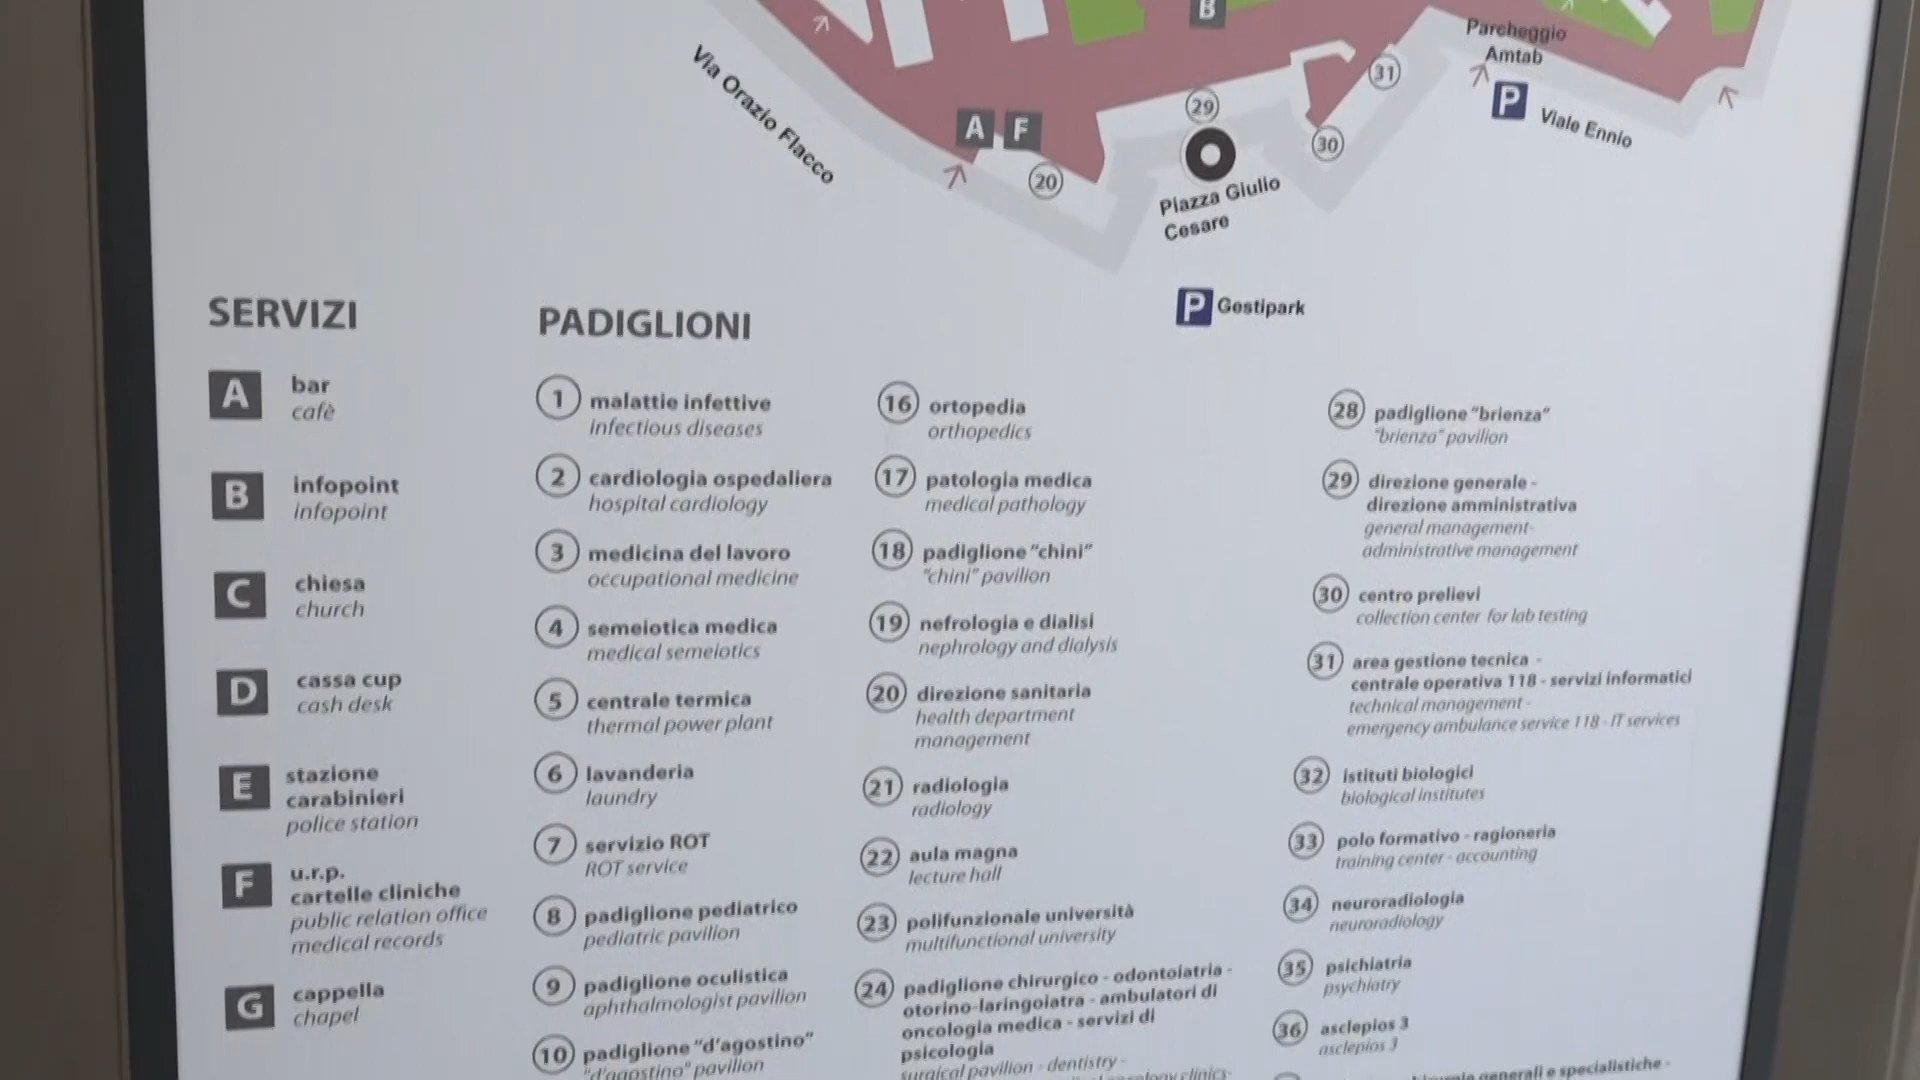 B
Parcheggio
Amtab
31
P
Viale Ennio
Via Orazio Flacco
29
A F
30
20
Piazza Giulio
Cesare
P Gestipark
SERVIZI
A bar
cafè
B infopoint
infopoint
C chiesa
church
D cassa cup
cash desk
E stazione
carabinieri
police station
F u.r.p.
cartelle cliniche
public relation office
medical records
G cappella
chapel
PADIGLIONI
1 malattie infettive
infectious diseases
2 cardiologia ospedaliera
hospital cardiology
3 medicina del lavoro
occupational medicine
4 semeiotica medica
medical semeiotics
5 centrale termica
thermal power plant
6 lavanderia
laundry
7 servizio ROT
ROT service
8 padiglione pediatrico
pediatric pavilion
9 padiglione oculistica
aphthalmologist pavilion
10 padiglione "d'agostino"
"d'agostino" pavilion
16 ortopedia
orthopedics
17 patologia medica
medical pathology
18 padiglione "chini"
"chini" pavilion
19 nefrologia e dialisi
nephrology and dialysis
20 direzione sanitaria
health department
management
21 radiologia
radiology
22 aula magna
lecture hall
23 polifunzionale università
multifunctional university
24 padiglione chirurgico - odontoiatria -
otorino-laringoiatra - ambulatori di
oncologia medica - servizi di
psicologia
surgical pavilion - dentistry -
oncology clinics-
28 padiglione "brienza"
"brienza" pavilion
29 direzione generale -
direzione amministrativa
general management-
administrative management
30 centro prelievi
collection center for lab testing
31 area gestione tecnica -
centrale operativa 118 - servizi informatici
technical management -
emergency ambulance service 118 - IT services
32 istituti biologici
biological institutes
33 polo formativo - ragioneria
training center - accounting
34 neuroradiologia
neuroradiology
35 psichiatria
psychiatry
36 asclepios 3
asclepios 3
generali e specialistiche -